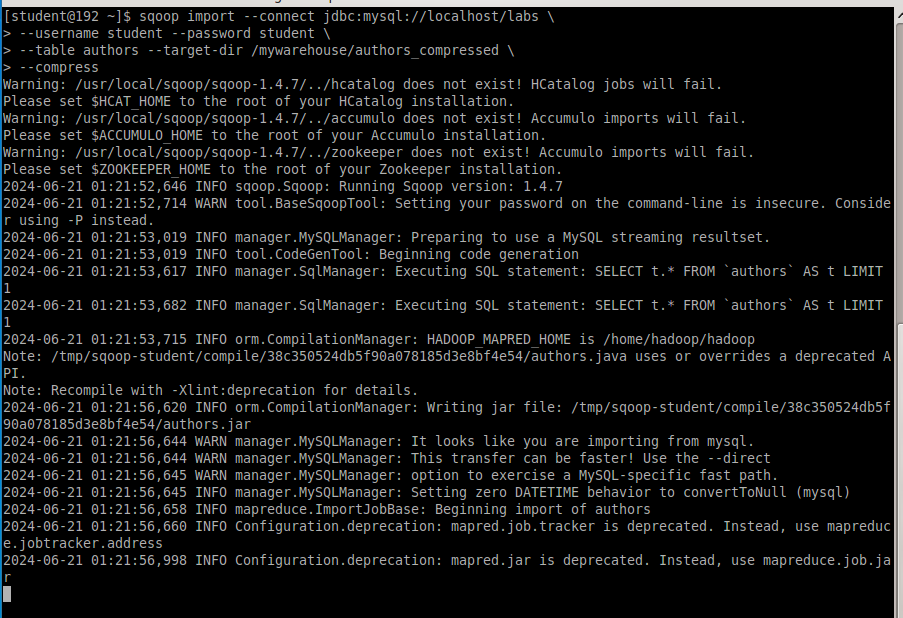 [student@192 ~]$ sqoop import --connect jdbc:mysql://localhost/labs \
> --username student --password student \
> --table authors --target-dir /mywarehouse/authors_compressed \
> --compress
Warning: /usr/local/sqoop/sqoop-1.4.7/../hcatalog does not exist! HCatalog jobs will fail.
Please set $HCAT_HOME to the root of your HCatalog installation.
Warning: /usr/local/sqoop/sqoop-1.4.7/../accumulo does not exist! Accumulo imports will fail.
Please set $ACCUMULO_HOME to the root of your Accumulo installation.
Warning: /usr/local/sqoop/sqoop-1.4.7/../zookeeper does not exist! Accumulo imports will fail.
Please set $ZOOKEEPER_HOME to the root of your Zookeeper installation.
2024-06-21 01:21:52,646 INFO sqoop.Sqoop: Running Sqoop version: 1.4.7
2024-06-21 01:21:52,714 WARN tool.BaseSqoopTool: Setting your password on the command-line is insecure. Conside
r using -P instead.
2024-06-21 01:21:53,019 INFO manager.MySQLManager: Preparing to use a MySQL streaming resultset.
2024-06-21 01:21:53,019 INFO tool.CodeGenTool: Beginning code generation
2024-06-21 01:21:53,617 INFO manager.SqlManager: Executing SQL statement: SELECT t.* FROM `authors` AS t LIMIT
1
2024-06-21 01:21:53,682 INFO manager.SqlManager: Executing SQL statement: SELECT t.* FROM `authors` AS t LIMIT
1
2024-06-21 01:21:53,715 INFO orm.CompilationManager: HADOOP_MAPRED_HOME is /home/hadoop/hadoop
Note: /tmp/sqoop-student/compile/38c350524db5f90a078185d3e8bf4e54/authors.java uses or overrides a deprecated A
PI.
Note: Recompile with -Xlint:deprecation for details.
2024-06-21 01:21:56,620 INFO orm.CompilationManager: Writing jar file: /tmp/sqoop-student/compile/38c350524db5f
90a078185d3e8bf4e54/authors.jar
2024-06-21 01:21:56,644 WARN manager.MySQLManager: It looks like you are importing from mysql.
2024-06-21 01:21:56,644 WARN manager.MySQLManager: This transfer can be faster! Use the --direct
2024-06-21 01:21:56,645 WARN manager.MySQLManager: option to exercise a MySQL-specific fast path.
2024-06-21 01:21:56,645 INFO manager.MySQLManager: Setting zero DATETIME behavior to convertToNull (mysql)
2024-06-21 01:21:56,658 INFO mapreduce.ImportJobBase: Beginning import of authors
2024-06-21 01:21:56,660 INFO Configuration.deprecation: mapred.job.tracker is deprecated. Instead, use mapreduc
e.jobtracker.address
2024-06-21 01:21:56,998 INFO Configuration.deprecation: mapred.jar is deprecated. Instead, use mapreduce.job.ja
r